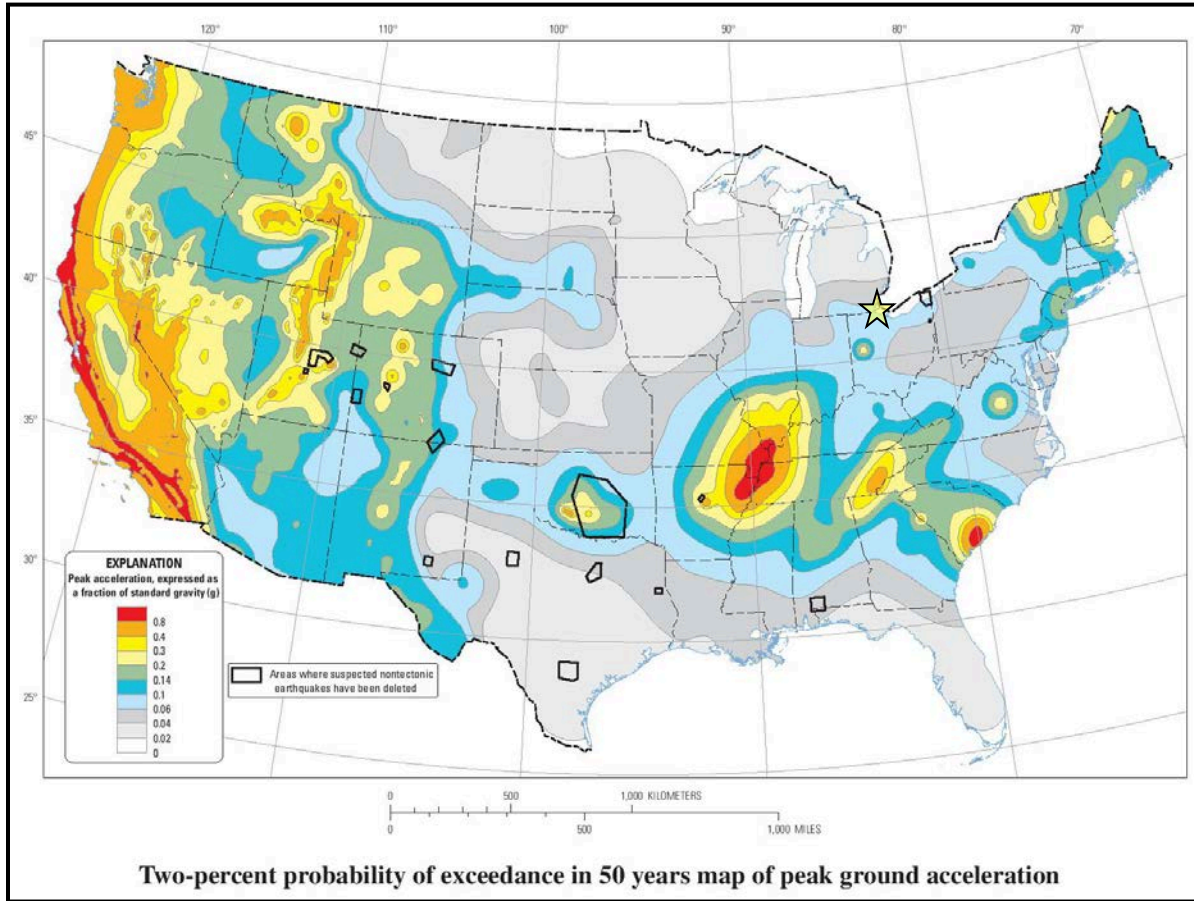 120°
110°
100°
90°
80°
70°
45°
40°
35°
30°
25°
EXPLANATION
Peak acceleration, expressed as
a fraction of standard gravity (g)
0.8
0.4
0.3
0.2
0.14
0.1
0.06
0.04
0.02
0
Areas where suspected nontectonic
earthquakes have been deleted
0 500 1,000 KILOMETERS
0 500 1,000 MILES
Two-percent probability of exceedance in 50 years map of peak ground acceleration